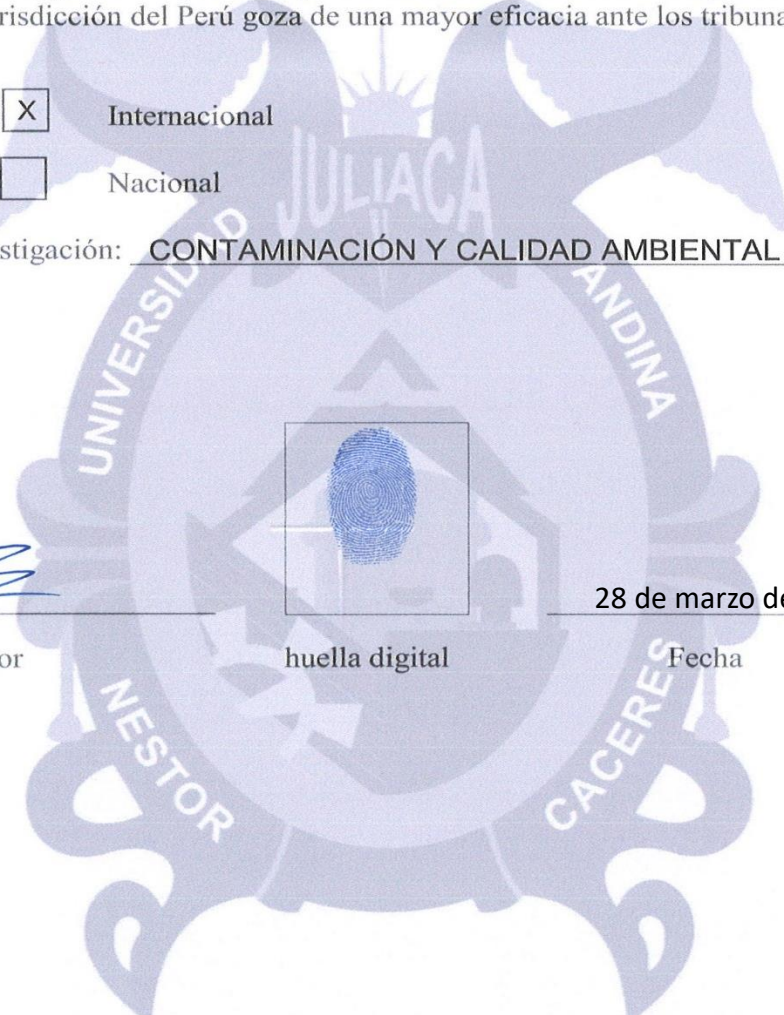 risdicción del Perú goza de una mayor eficacia ante los tribuna
X Internacional
Nacional
stigación: CONTAMINACIÓN Y CALIDAD AMBIENTAL
28 de marzo de
or huella digital Fecha
UNIVERSIDAD ANDINA
JULIACA
NESTOR CACERES